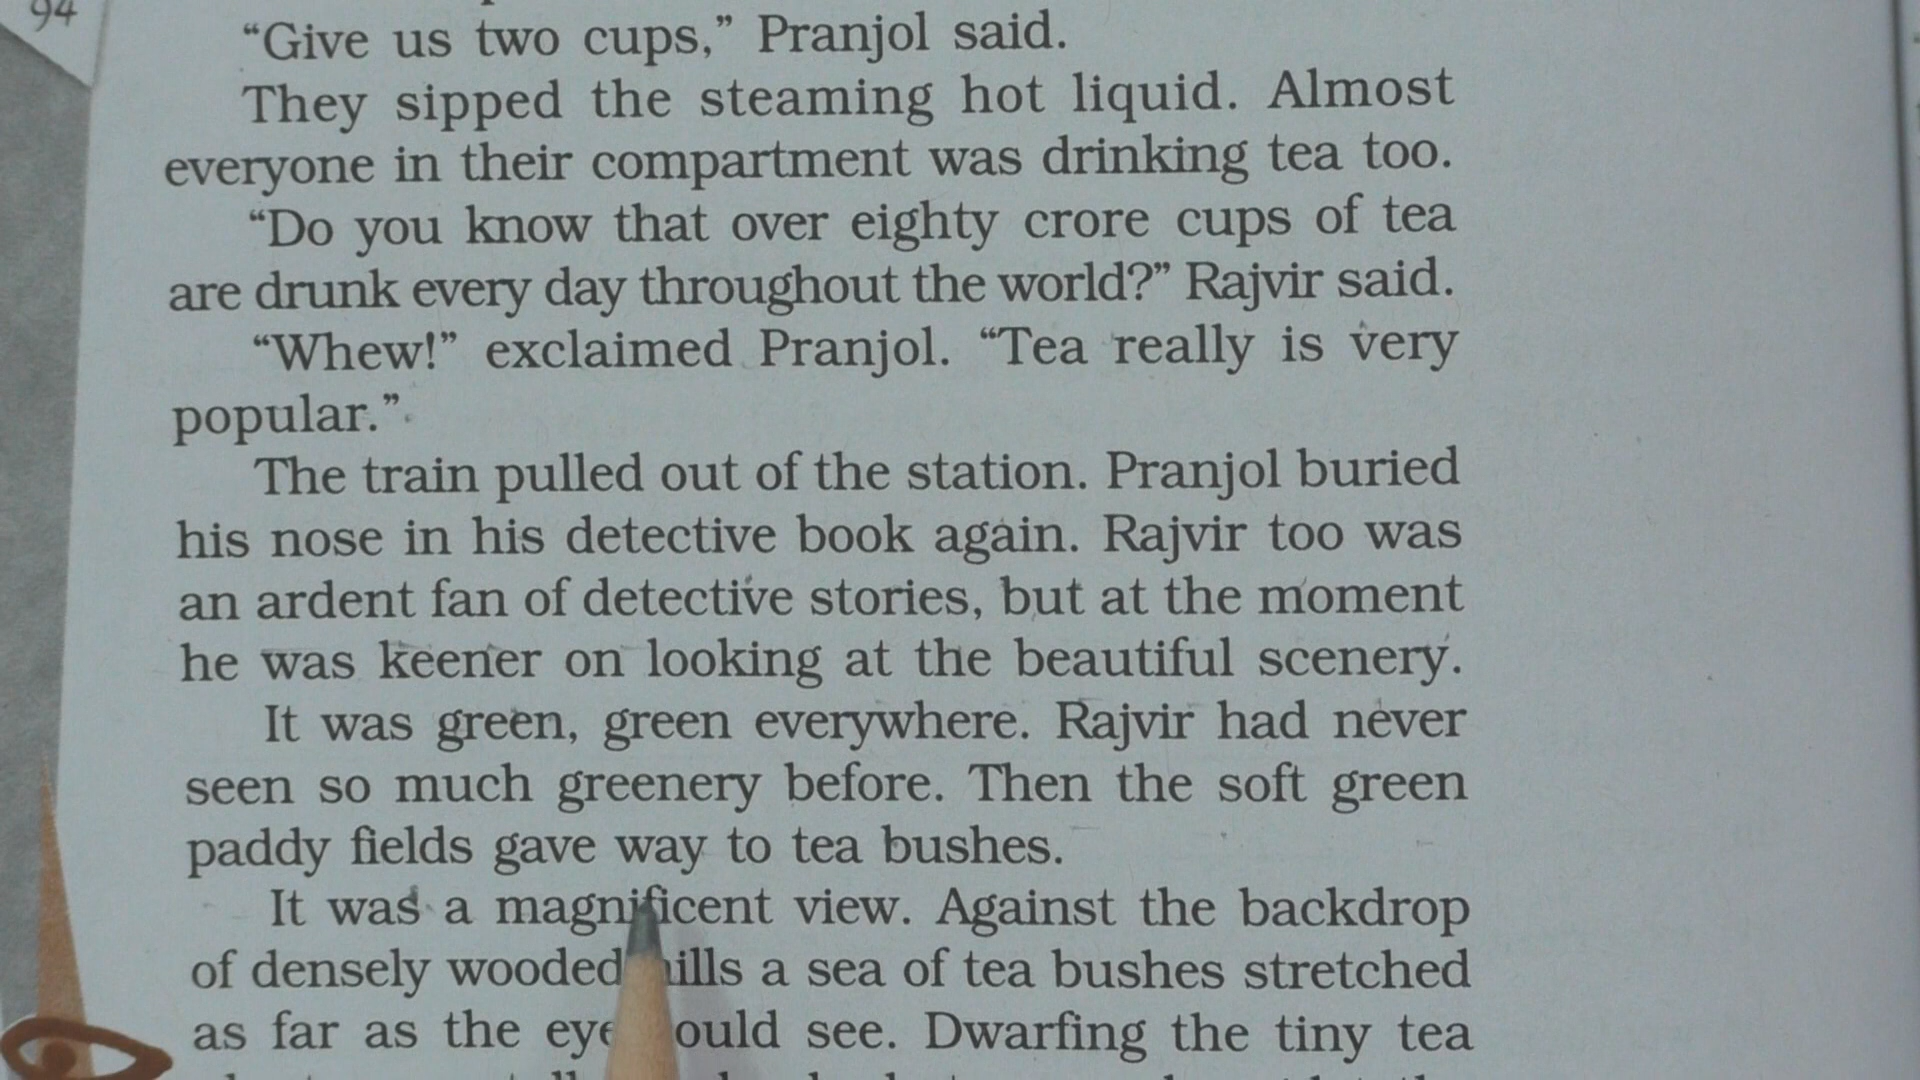 94
“Give us two cups,” Pranjol said.
They sipped the steaming hot liquid. Almost
everyone in their compartment was drinking tea too.
“Do you know that over eighty crore cups of tea
are drunk every day throughout the world?” Rajvir said.
“Whew!” exclaimed Pranjol. “Tea really is very
popular.”
The train pulled out of the station. Pranjol buried
his nose in his detective book again. Rajvir too was
an ardent fan of detective stories, but at the moment
he was keener on looking at the beautiful scenery.
It was green, green everywhere. Rajvir had never
seen so much greenery before. Then the soft green
paddy fields gave way to tea bushes.
It was a magnificent view. Against the backdrop
of densely wooded hills a sea of tea bushes stretched
as far as the eye could see. Dwarfing the tiny tea